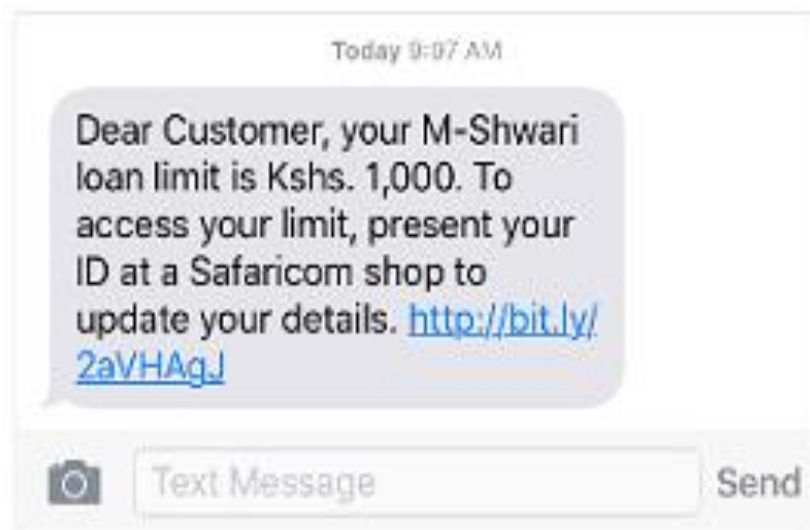 Today 9:07 AM
Dear Customer, your M-Shwari
loan limit is Kshs. 1,000. To
access your limit, present your
ID at a Safaricom shop to
update your details. http://bit.ly/
2aVHAgJ
Text Message
Send